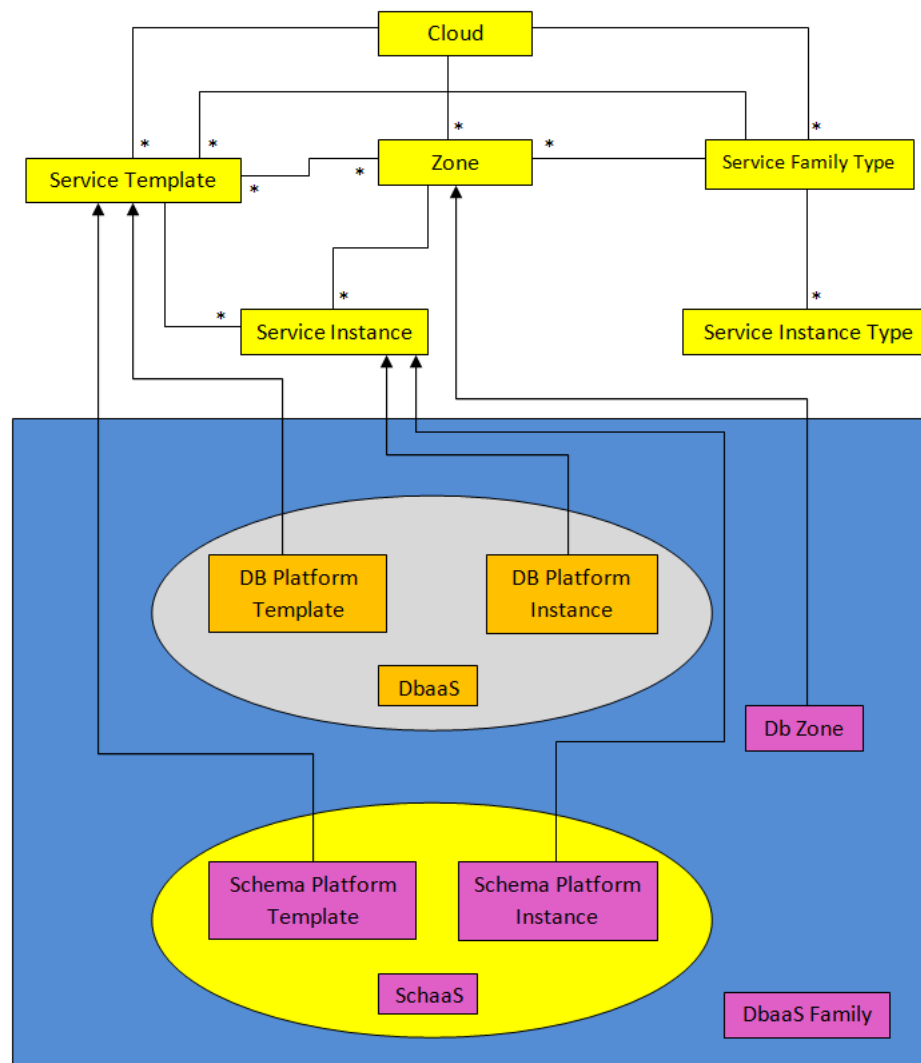 Cloud
*
*
*
*
*
Zone
Service Family Type
Service Template
*
*
*
*
*
Service Instance
Service Instance Type
DB Platform
Template
DB Platform
Instance
DbaaS
Db Zone
Schema Platform
Template
Schema Platform
Instance
SchaaS
DbaaS Family